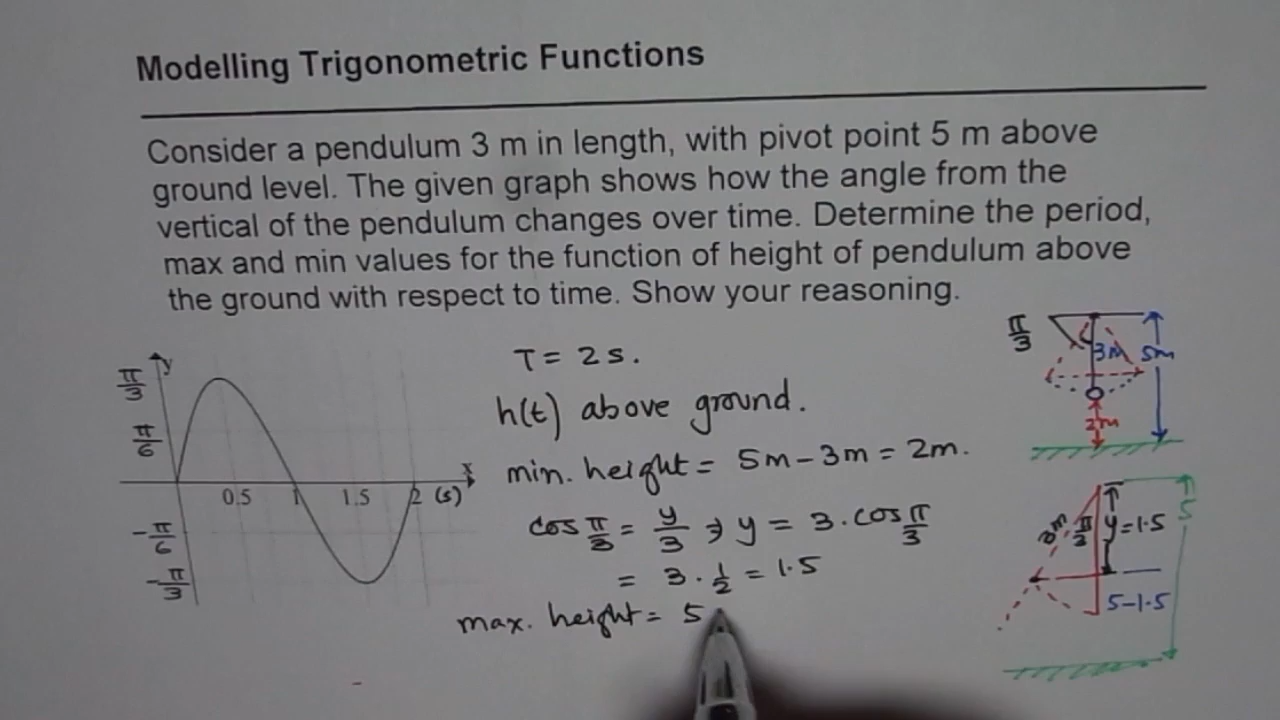 Modelling Trigonometric Functions
Consider a pendulum 3 m in length, with pivot point 5 m above
ground level. The given graph shows how the angle from the
vertical of the pendulum changes over time. Determine the period,
max and min values for the function of height of pendulum above
the ground with respect to time. Show your reasoning.
π/3
y
π/6
x
0.5 1 1.5 2 (s)
-π/6
-π/3
T = 2 s.
h(t) above ground.
min. height = 5m - 3m = 2m.
cos π/3 = y/3 ⇒ y = 3 . cos π/3
= 3 . 1/2 = 1.5
max. height = 5
π/3
3m 5m
2m
3m π/3 y = 1.5 5
5-1.5